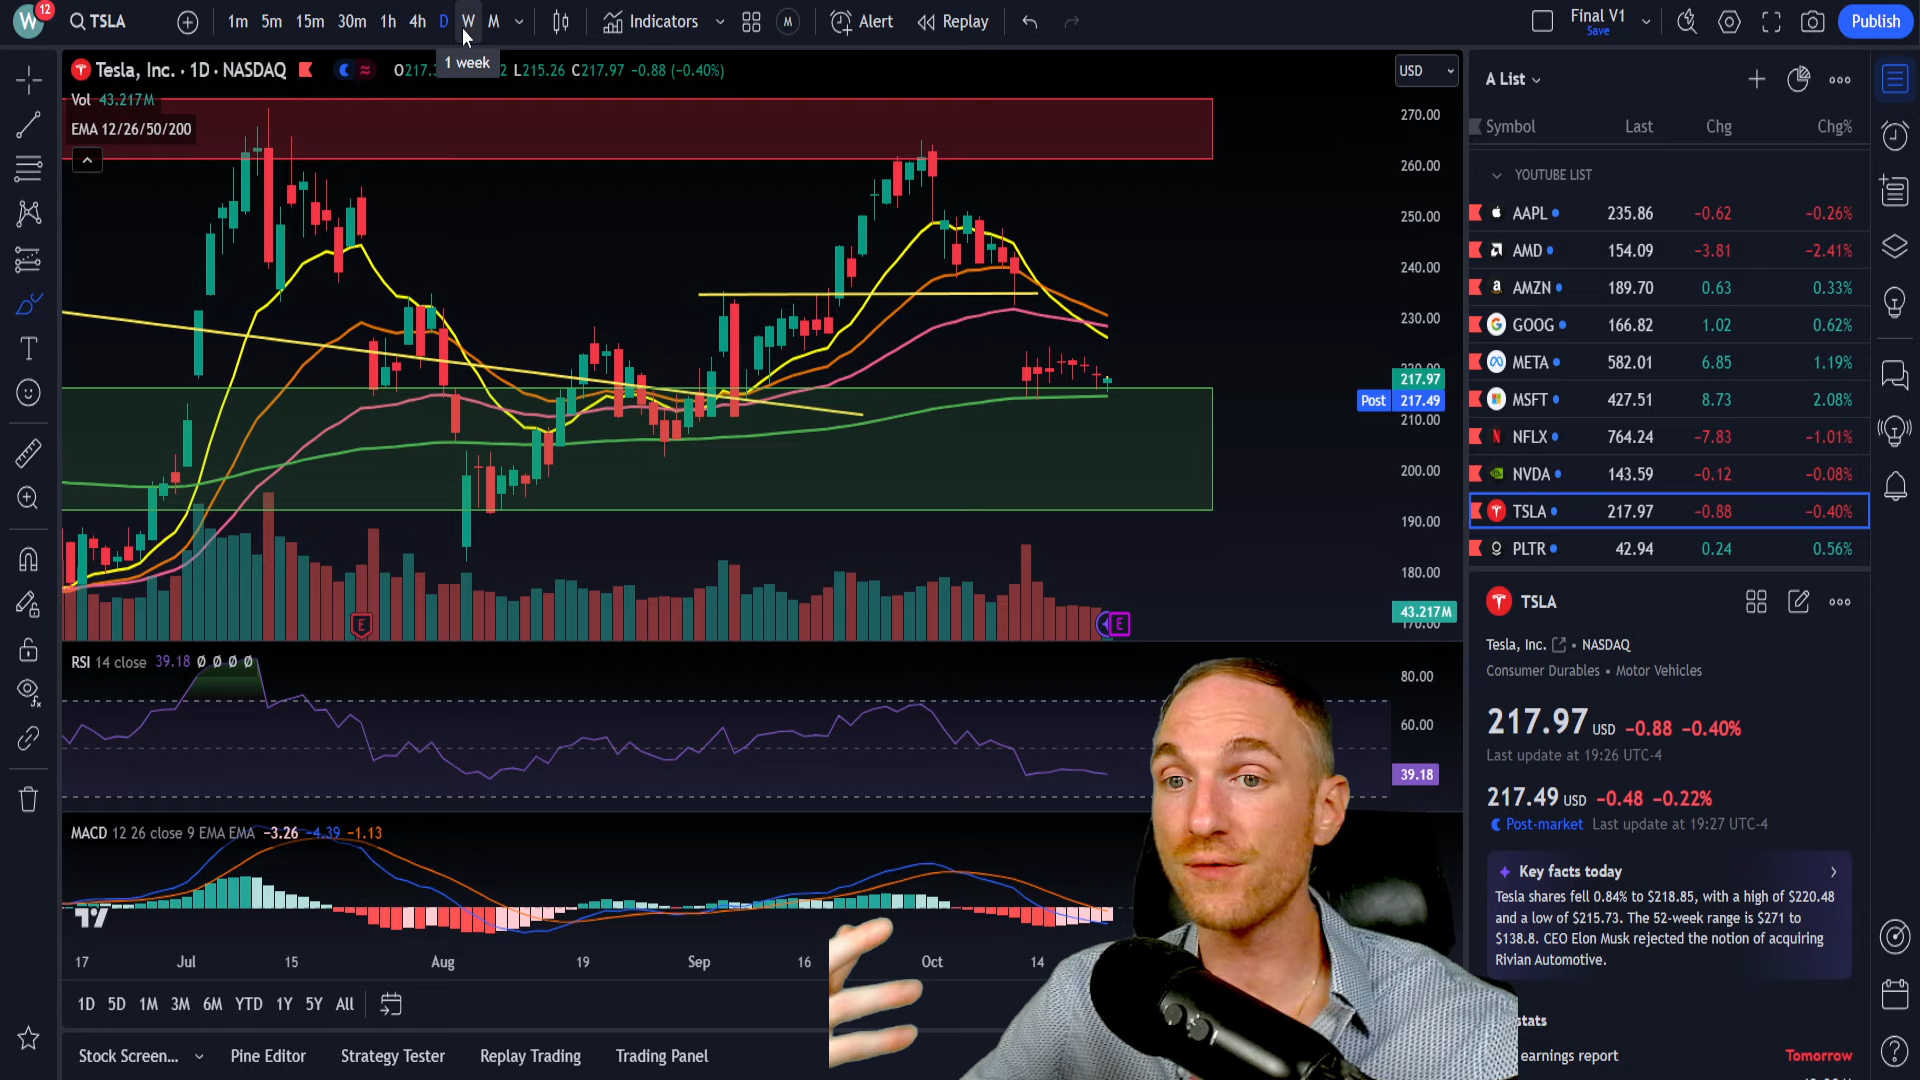 W 12 TSLA 1m 5m 15m 30m 1h 4h D W M Indicators M Alert Replay Final V1 Save Publish
1 week
Tesla, Inc. · 1D · NASDAQ L215.26 C217.97 −0.88 (−0.40%) USD
Vol 43.217M
EMA 12/26/50/200
270.00
260.00
250.00
240.00
230.00
217.97
Post 217.49
210.00
200.00
190.00
180.00
43.217M
170.00
E E
RSI 14 close 39.18 Ø Ø Ø Ø
80.00
60.00
39.18
MACD 12 26 close 9 EMA EMA −3.26 −4.39 −1.13
17 Jul 15 Aug 19 Sep 16 Oct 14
1D 5D 1M 3M 6M YTD 1Y 5Y All
Stock Screen... Pine Editor Strategy Tester Replay Trading Trading Panel
A List
Symbol Last Chg Chg%
YOUTUBE LIST
AAPL 235.86 −0.62 −0.26%
AMD 154.09 −3.81 −2.41%
AMZN 189.70 0.63 0.33%
GOOG 166.82 1.02 0.62%
META 582.01 6.85 1.19%
MSFT 427.51 8.73 2.08%
NFLX 764.24 −7.83 −1.01%
NVDA 143.59 −0.12 −0.08%
TSLA 217.97 −0.88 −0.40%
PLTR 42.94 0.24 0.56%
TSLA
Tesla, Inc. • NASDAQ
Consumer Durables • Motor Vehicles
217.97 USD −0.88 −0.40%
Last update at 19:26 UTC-4
217.49 USD −0.48 −0.22%
Post-market Last update at 19:27 UTC-4
Key facts today
Tesla shares fell 0.84% to $218.85, with a high of $220.48
and a low of $215.73. The 52-week range is $271 to
$138.8. CEO Elon Musk rejected the notion of acquiring
Rivian Automotive.
stats
earnings report Tomorrow